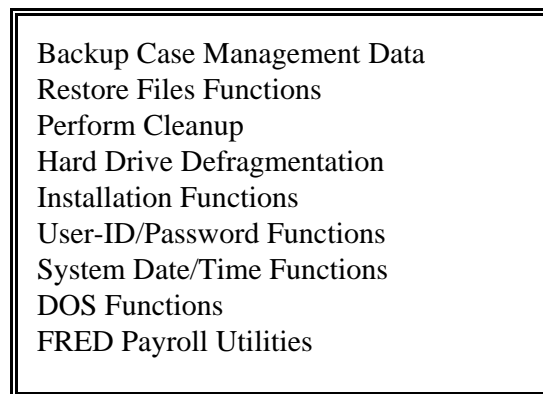 Backup Case Management Data
Restore Files Functions
Perform Cleanup
Hard Drive Defragmentation
Installation Functions
User-ID/Password Functions
System Date/Time Functions
DOS Functions
FRED Payroll Utilities